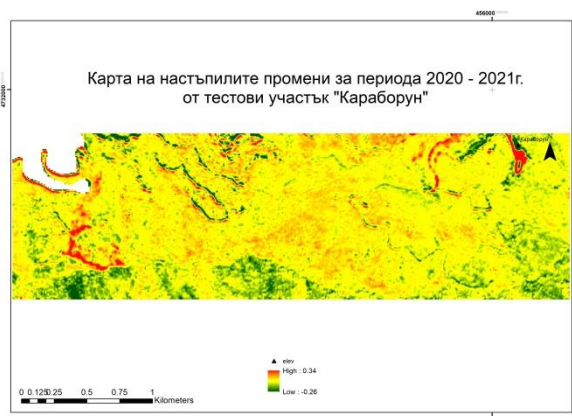 456000
4732000
Карта на настъпилите промени за периода 2020 - 2021г.
от тестови участък "Караборун"
Караборун
elev
High : 0.34
Low : -0.26
0 0.125 0.25 0.5 0.75 1
Kilometers